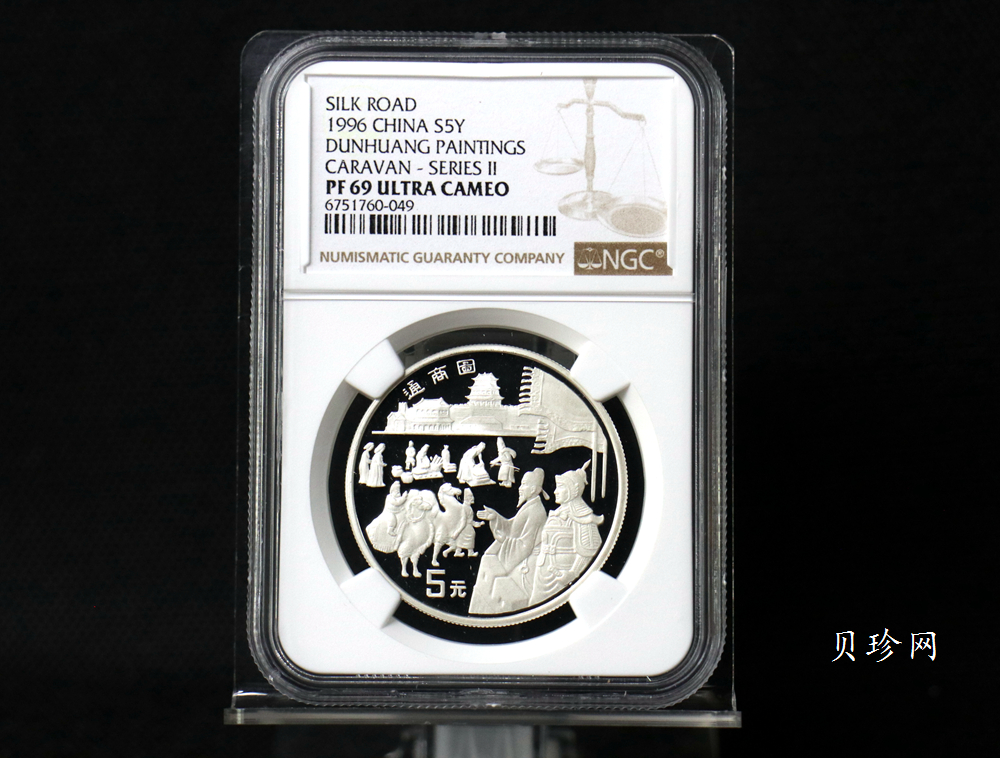 SILK ROAD
1996 CHINA S5Y
DUNHUANG PAINTINGS
CARAVAN - SERIES II
PF 69 ULTRA CAMEO
6751760-049
NUMISMATIC GUARANTY COMPANY
NGC®
通商圖
5元
贝珍网